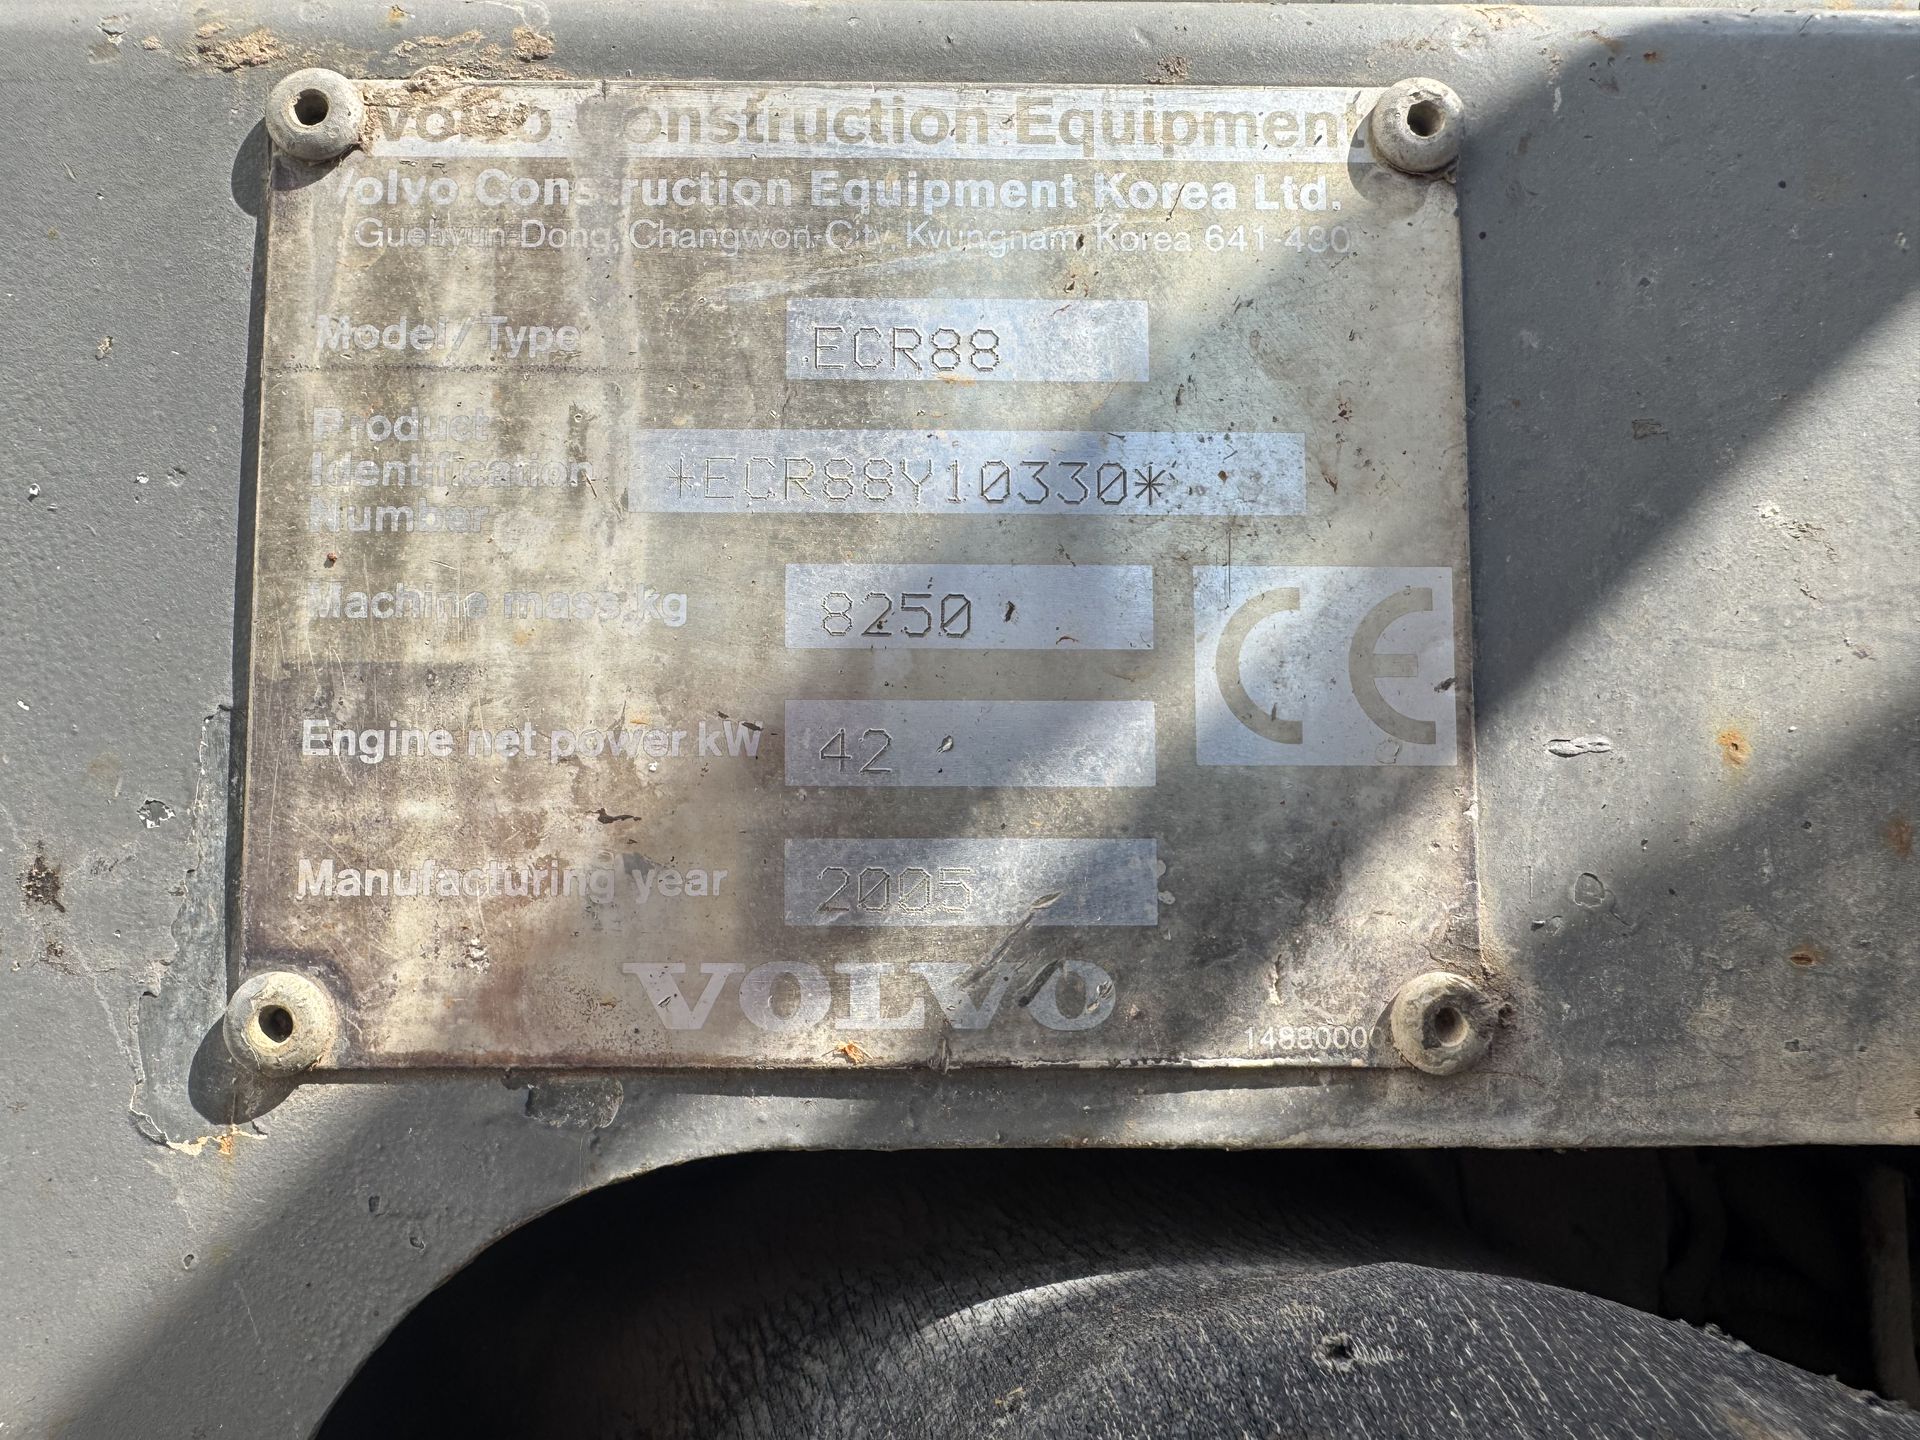 Volvo Construction Equipment
Volvo Construction Equipment Korea Ltd.
Guehyun-Dong, Changwon-City, Kyungnam, Korea 641-430
Model/Type ECR88
Product
Identification
Number
*ECR88Y10330*
Machine mass,kg 8250
CE
Engine net power kW 42
Manufacturing year 2005
VOLVO